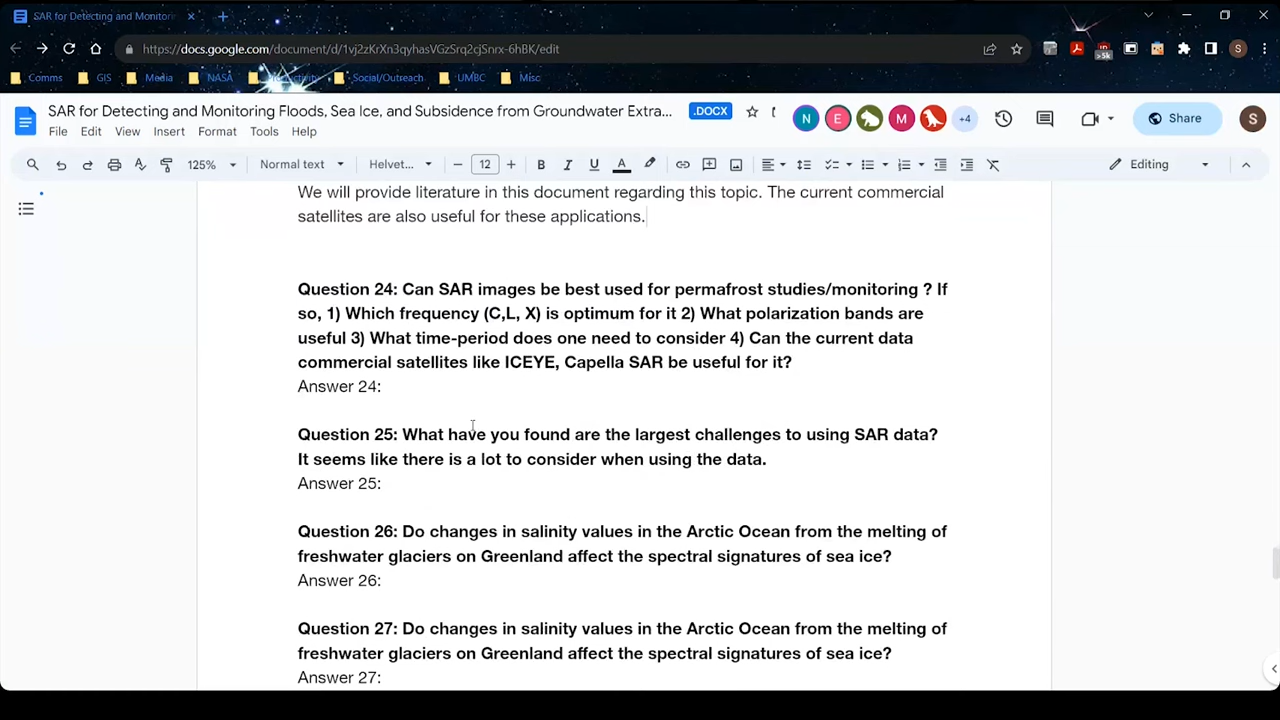 SAR for Detecting and Monitorin
https://docs.google.com/document/d/1vj2zKrXn3qyhasVGzSrq2cjSnrx-6hBK/edit
>5k
S
Comms
GIS
Media
NASA
Social/Outreach
UMBC
Misc
SAR for Detecting and Monitoring Floods, Sea Ice, and Subsidence from Groundwater Extra...
.DOCX
N
E
M
+4
Share
S
File Edit View Insert Format Tools Help
125%
Normal text
Helvet...
12
B
I
U
A
Editing
We will provide literature in this document regarding this topic. The current commercial
satellites are also useful for these applications.
Question 24: Can SAR images be best used for permafrost studies/monitoring ? If
so, 1) Which frequency (C,L, X) is optimum for it 2) What polarization bands are
useful 3) What time-period does one need to consider 4) Can the current data
commercial satellites like ICEYE, Capella SAR be useful for it?
Answer 24:
Question 25: What have you found are the largest challenges to using SAR data?
It seems like there is a lot to consider when using the data.
Answer 25:
Question 26: Do changes in salinity values in the Arctic Ocean from the melting of
freshwater glaciers on Greenland affect the spectral signatures of sea ice?
Answer 26:
Question 27: Do changes in salinity values in the Arctic Ocean from the melting of
freshwater glaciers on Greenland affect the spectral signatures of sea ice?
Answer 27: